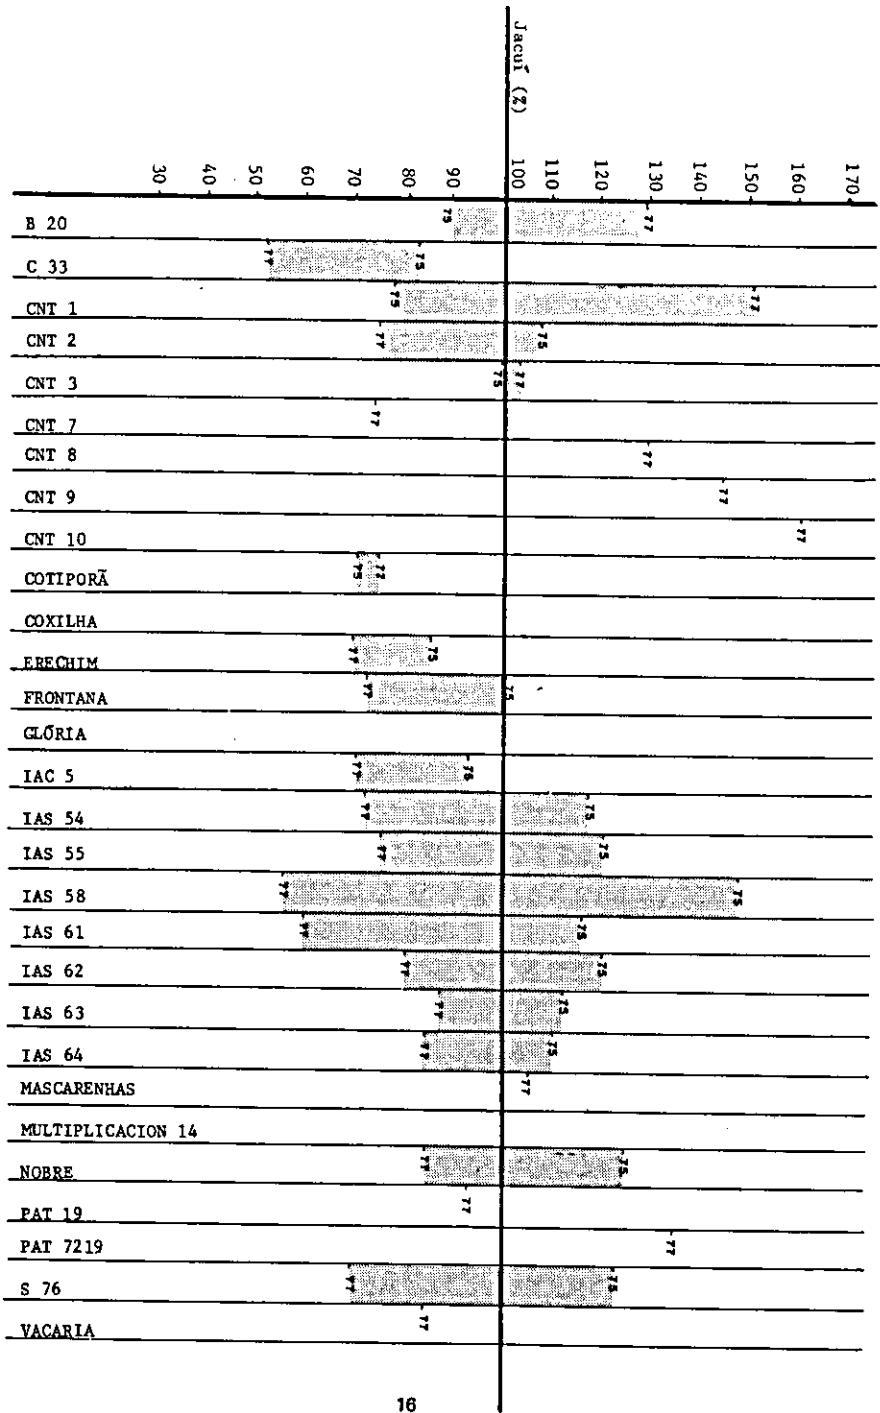 Jacuí (%)
30 40 50 60 70 80 90 100 110 120 130 140 150 160 170
B 20 75 77
C 33 77 75
CNT 1 75 77
CNT 2 77 75
CNT 3 75 77
CNT 7 77
CNT 8 77
CNT 9 77
CNT 10 77
COTIPORÃ 75 77
COXILHA
ERECHIM 77 75
FRONTANA 77 75
GLÓRIA
IAC 5 77 75
IAS 54 77 75
IAS 55 77 75
IAS 58 77 75
IAS 61 77 75
IAS 62 77 75
IAS 63 77 75
IAS 64 77 75
MASCARENHAS 77
MULTIPLICACION 14
NOBRE 77 75
PAT 19 77
PAT 7219 77
S 76 77 75
VACARIA 77
16